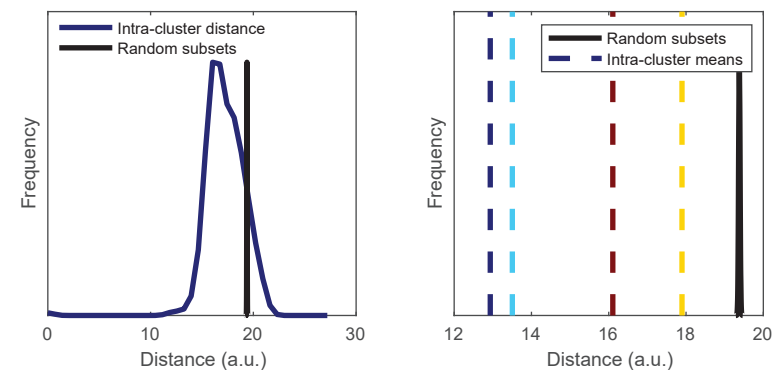 Intra-cluster distance
Random subsets
Frequency
0
10
20
30
Distance (a.u.)
Random subsets
Intra-cluster means
Frequency
12
14
16
18
20
Distance (a.u.)